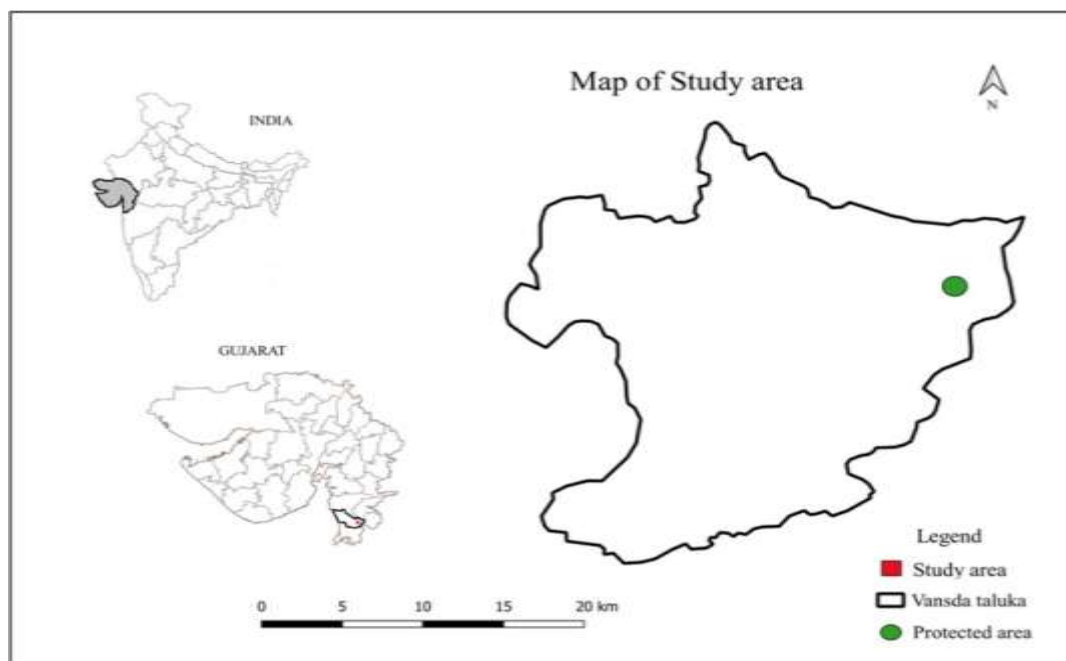 Map of Study area
N
INDIA
GUJARAT
Legend
Study area
Vansda taluka
Protected area
0 5 10 15 20 km